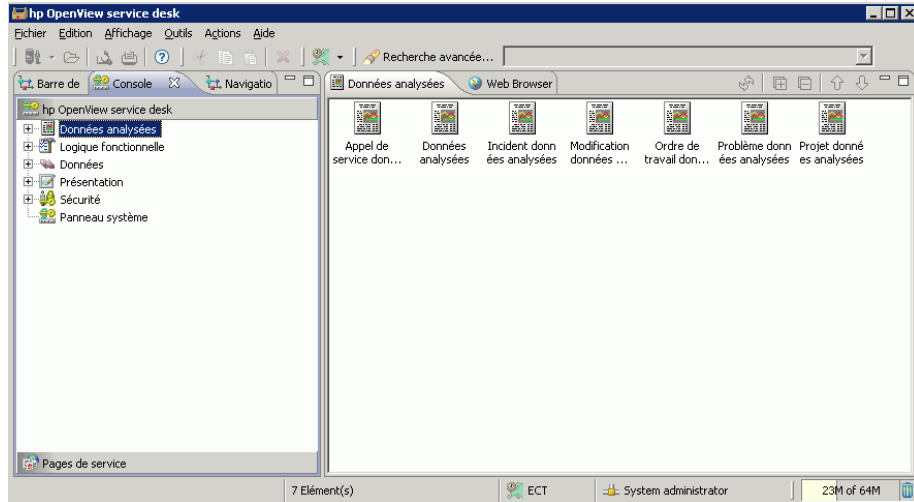 hp OpenView service desk
Fichier Edition Affichage Outils Actions Aide
Recherche avancée...
Barre de Console Navigatio Données analysées Web Browser
hp OpenView service desk
Données analysées
Logique fonctionnelle
Données
Présentation
Sécurité
Panneau système
Pages de service
Appel de service don...
Données analysées
Incident donn ées analysées
Modification données ...
Ordre de travail don...
Problème donn ées analysées
Projet donné es analysées
7 Elément(s) ECT System administrator 23M of 64M